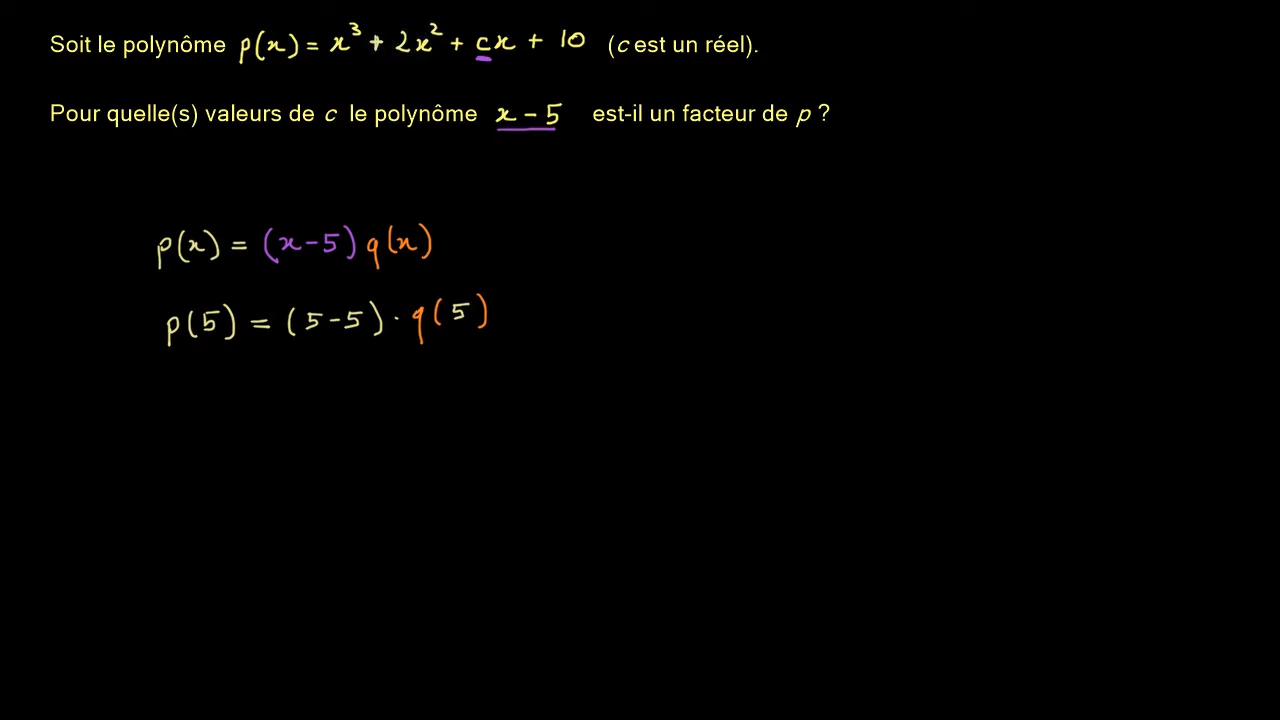 Soit le polynôme p(x) = x³ + 2x² + cx + 10 (c est un réel).
Pour quelle(s) valeurs de c le polynôme x - 5 est-il un facteur de p ?
p(x) = (x-5) q(x)
p(5) = (5-5) · q(5)